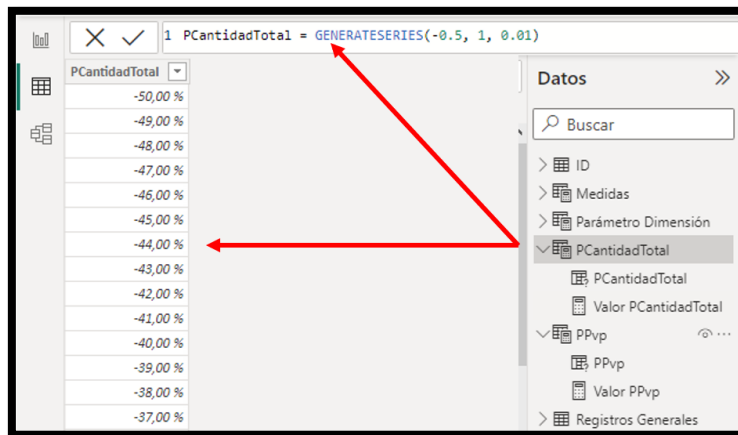 1 PCantidadTotal = GENERATESERIES(-0.5, 1, 0.01)
PCantidadTotal
-50,00 %
-49,00 %
-48,00 %
-47,00 %
-46,00 %
-45,00 %
-44,00 %
-43,00 %
-42,00 %
-41,00 %
-40,00 %
-39,00 %
-38,00 %
-37,00 %
Datos
Buscar
ID
Medidas
Parámetro Dimensión
PCantidadTotal
PCantidadTotal
Valor PCantidadTotal
PPvp
PPvp
Valor PPvp
Registros Generales